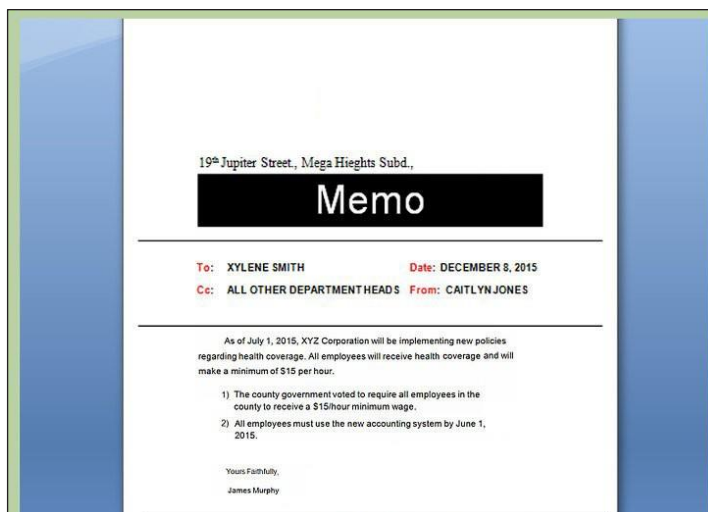 19th Jupiter Street., Mega Hieghts Subd.,
Memo
To: XYLENE SMITH Date: DECEMBER 8, 2015
Cc: ALL OTHER DEPARTMENT HEADS From: CAITLYN JONES
As of July 1, 2015, XYZ Corporation will be implementing new policies
regarding health coverage. All employees will receive health coverage and will
make a minimum of $15 per hour.
1) The county government voted to require all employees in the
county to receive a $15/hour minimum wage.
2) All employees must use the new accounting system by June 1,
2015.
Yours Faithfully,
James Murphy